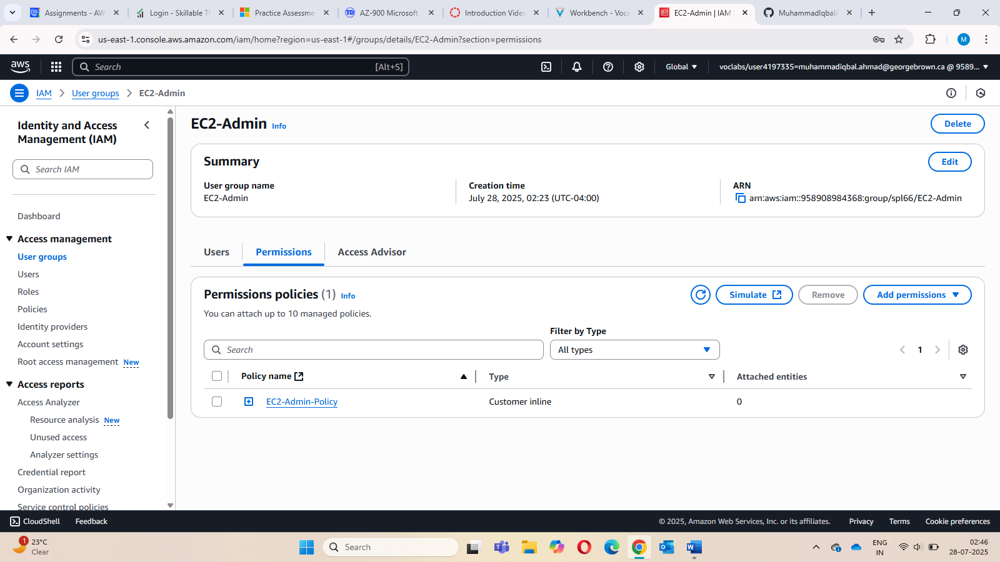 Assignments - AW
Login - Skillable T
Practice Assessme
AZ-900 Microsoft
Introduction Vide
Workbench - Voca
EC2-Admin | IAM
MuhammadIqbalA
us-east-1.console.aws.amazon.com/iam/home?region=us-east-1#/groups/details/EC2-Admin?section=permissions
M
aws
Search [Alt+S]
Global
voclabs/user4197335=muhammadiqbal.ahmad@georgebrown.ca @ 9589...
IAM > User groups > EC2-Admin
Identity and Access
Management (IAM)
Search IAM
Dashboard
Access management
User groups
Users
Roles
Policies
Identity providers
Account settings
Root access management New
Access reports
Access Analyzer
Resource analysis New
Unused access
Analyzer settings
Credential report
Organization activity
Service control policies
EC2-Admin Info
Delete
Summary
Edit
User group name
EC2-Admin
Creation time
July 28, 2025, 02:23 (UTC-04:00)
ARN
arn:aws:iam::958908984368:group/spl66/EC2-Admin
Users
Permissions
Access Advisor
Permissions policies (1) Info
Simulate
Remove
Add permissions
You can attach up to 10 managed policies.
Filter by Type
Search
All types
1
Policy name
Type
Attached entities
EC2-Admin-Policy
Customer inline
0
CloudShell
Feedback
© 2025, Amazon Web Services, Inc. or its affiliates.
Privacy
Terms
Cookie preferences
1
23°C
Clear
Search
ENG
IN
02:46
28-07-2025